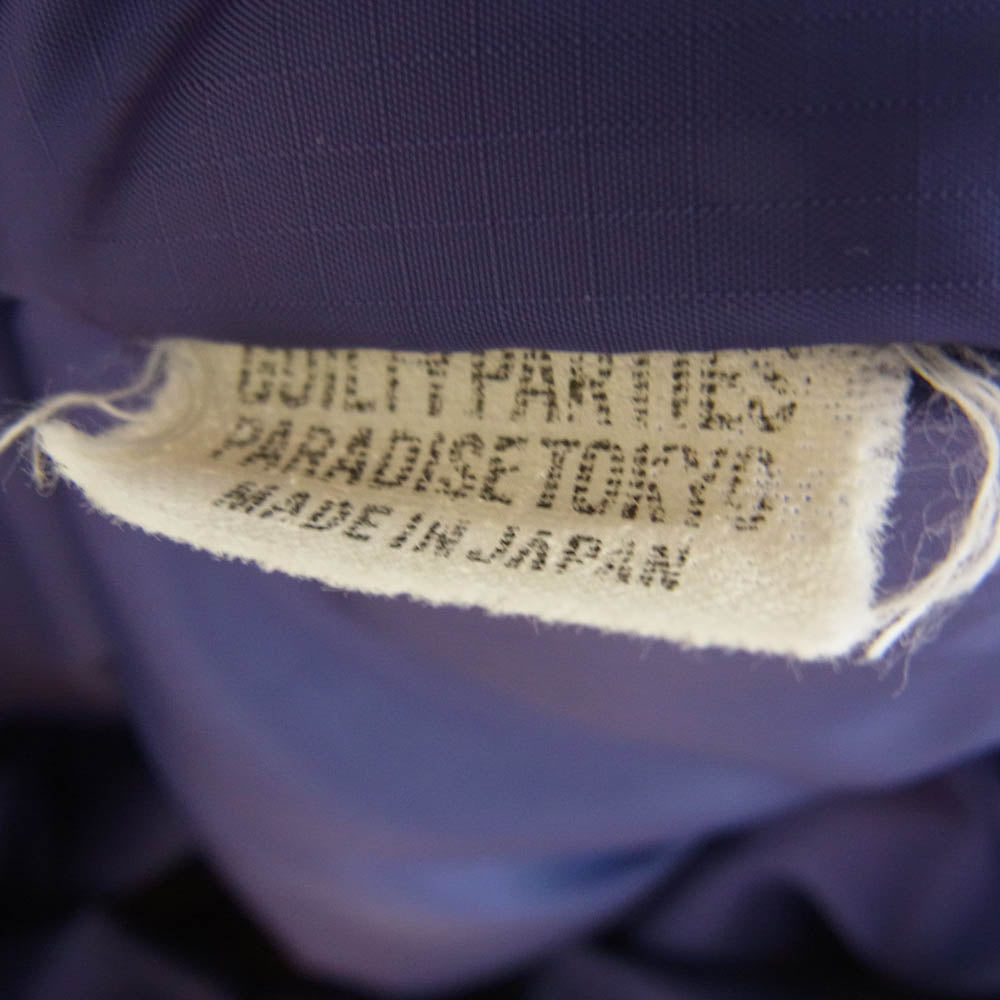 GUILTY PARTIES
PARADISE TOKYO
MADE IN JAPAN